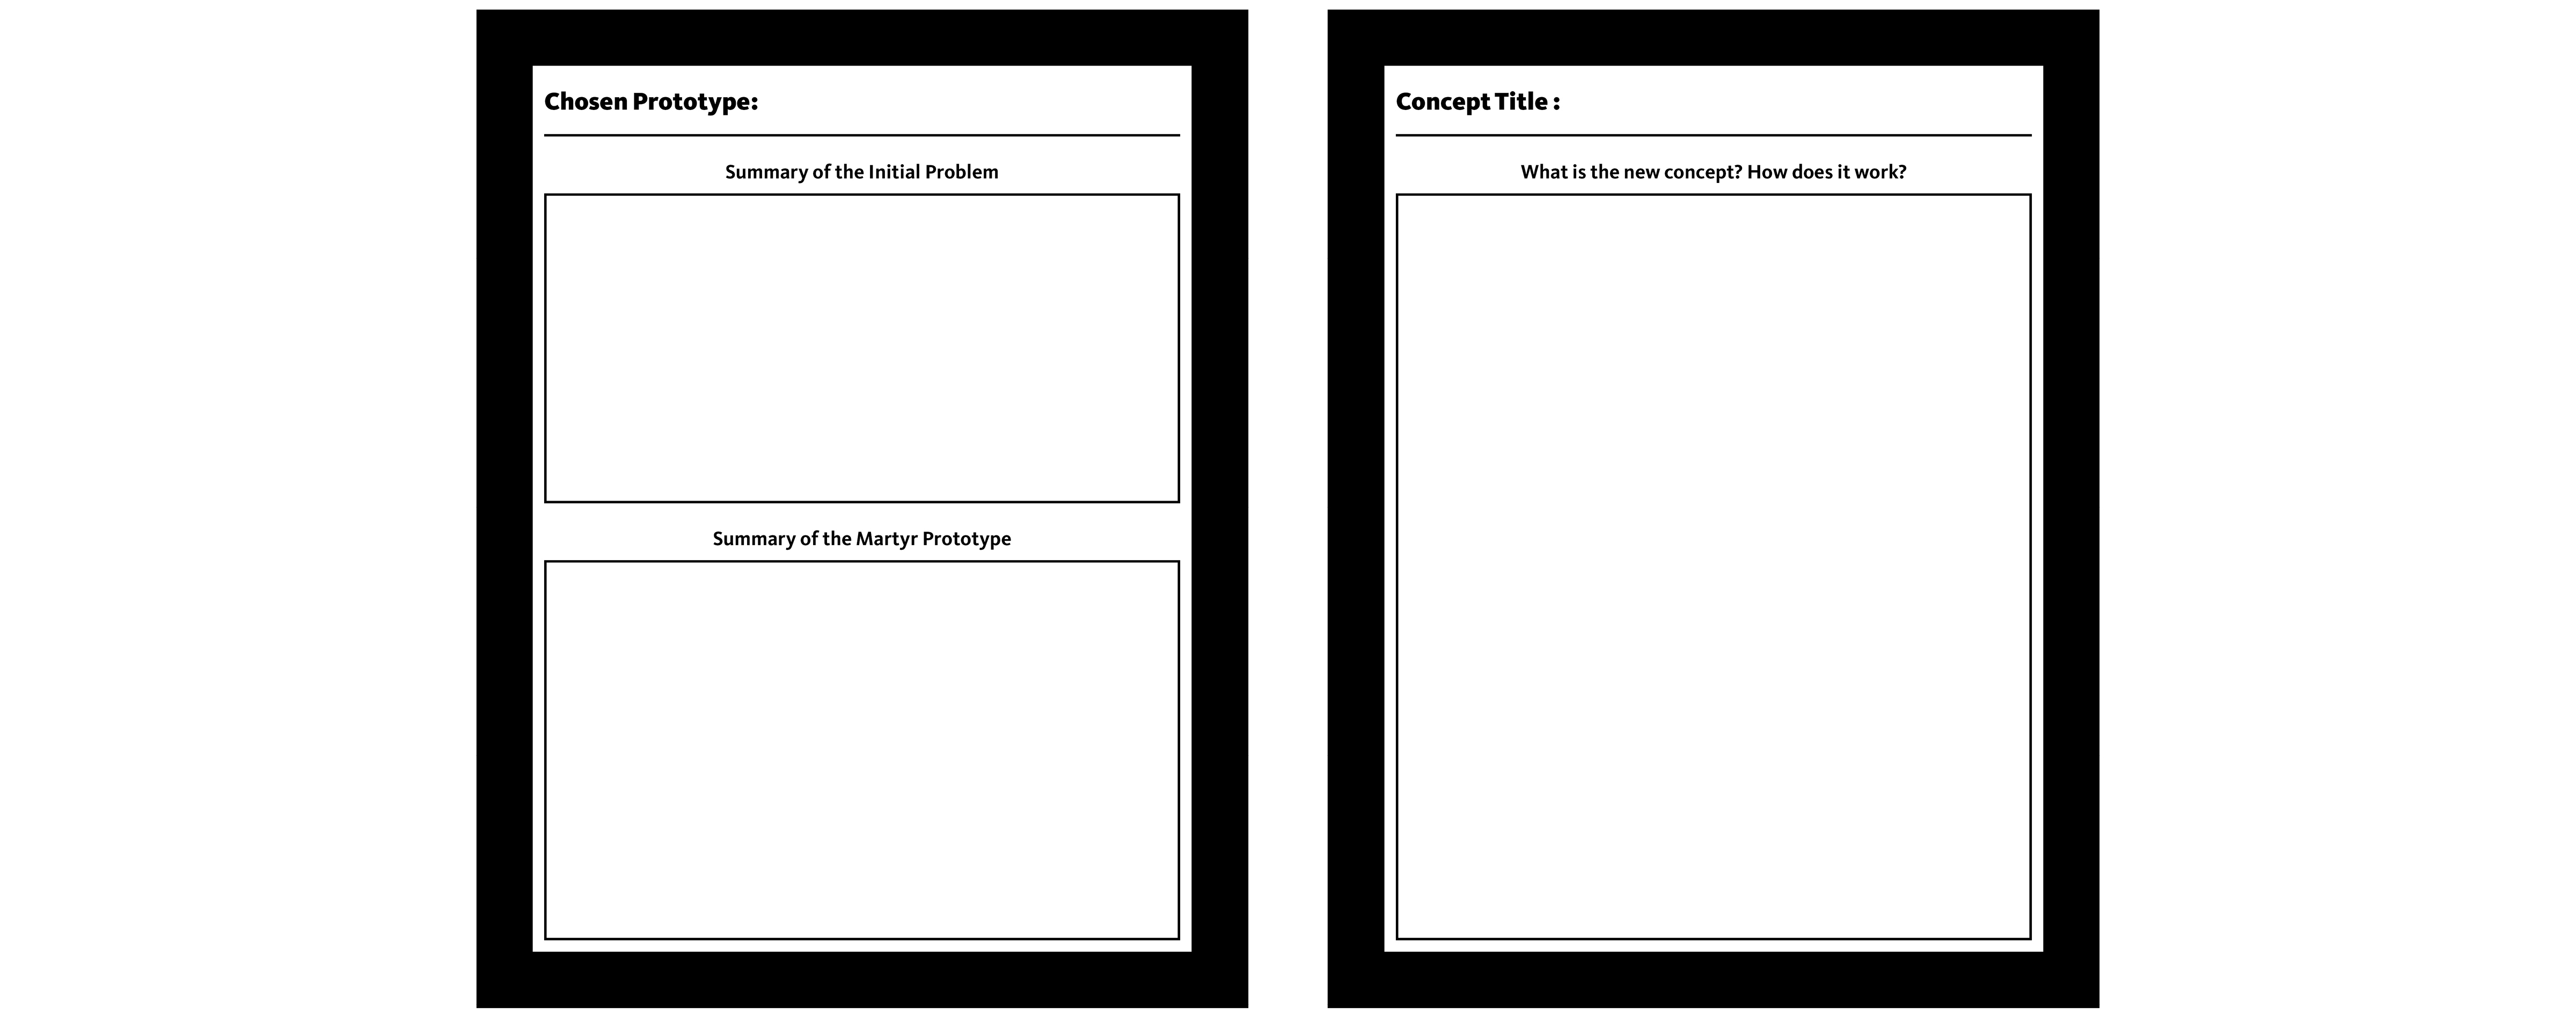 Chosen Prototype:
Summary of the Initial Problem
Summary of the Martyr Prototype
Concept Title :
What is the new concept? How does it work?